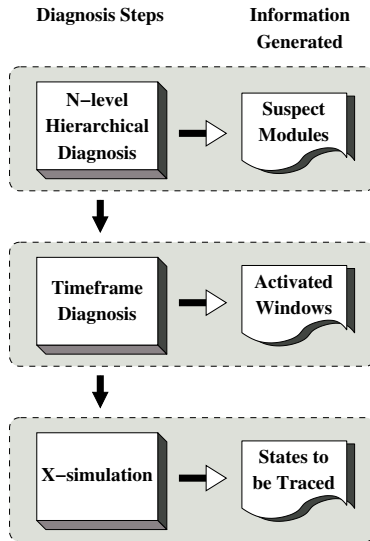 Diagnosis Steps
Information
Generated
N−level
Hierarchical
Diagnosis
Suspect
Modules
Timeframe
Diagnosis
Activated
Windows
X−simulation
States to
be Traced